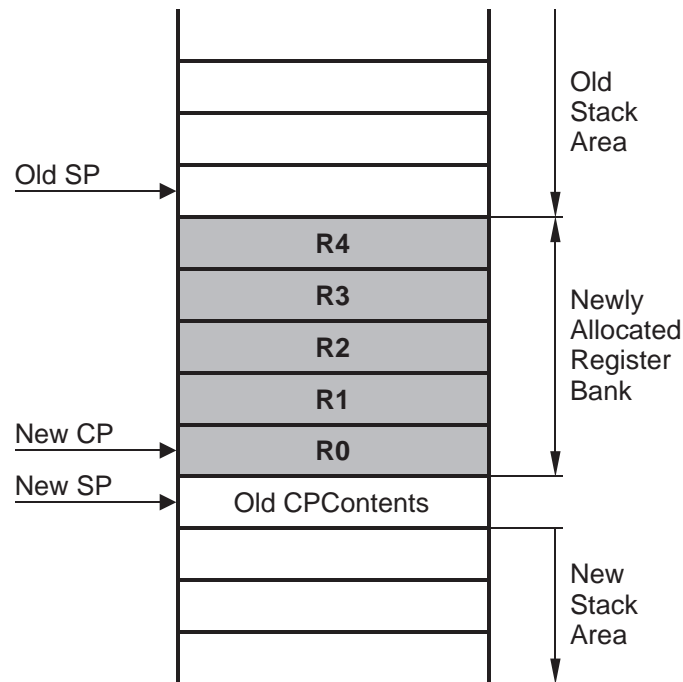 Old
Stack
Area
Old SP
R4
R3
Newly
Allocated
Register
Bank
R2
R1
New CP
R0
New SP
Old CPContents
New
Stack
Area